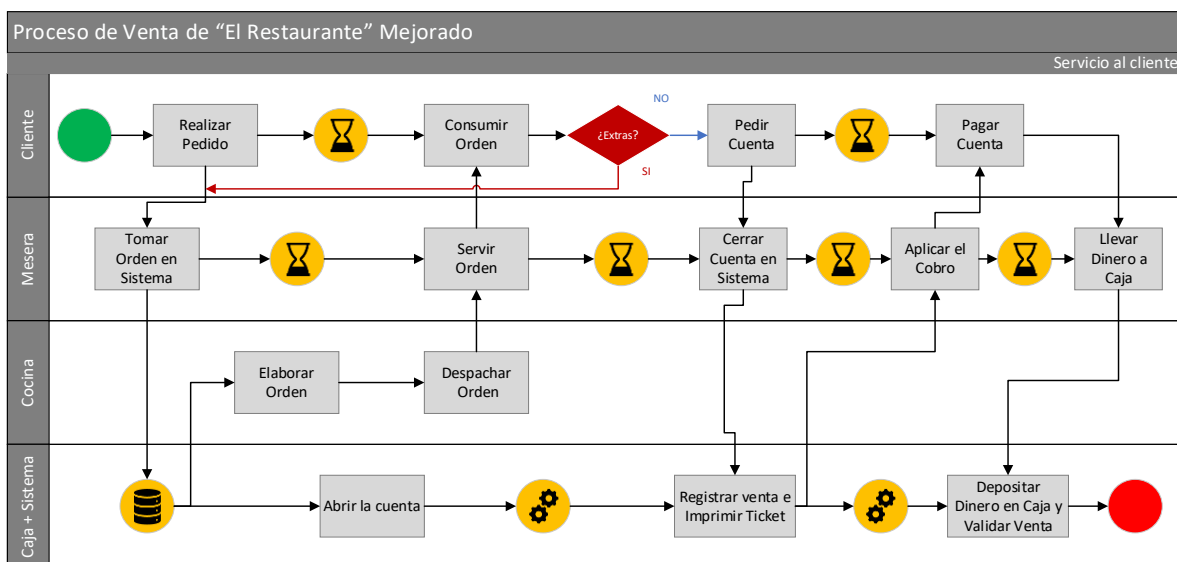 Proceso de Venta de “El Restaurante” Mejorado
Servicio al cliente
Cliente
Realizar
Pedido
Consumir
Orden
¿Extras?
NO
SI
Pedir
Cuenta
Pagar
Cuenta
Mesera
Tomar
Orden en
Sistema
Servir
Orden
Cerrar
Cuenta en
Sistema
Aplicar el
Cobro
Llevar
Dinero a
Caja
Cocina
Elaborar
Orden
Despachar
Orden
Caja + Sistema
Abrir la cuenta
Registrar venta e
Imprimir Ticket
Depositar
Dinero en Caja y
Validar Venta